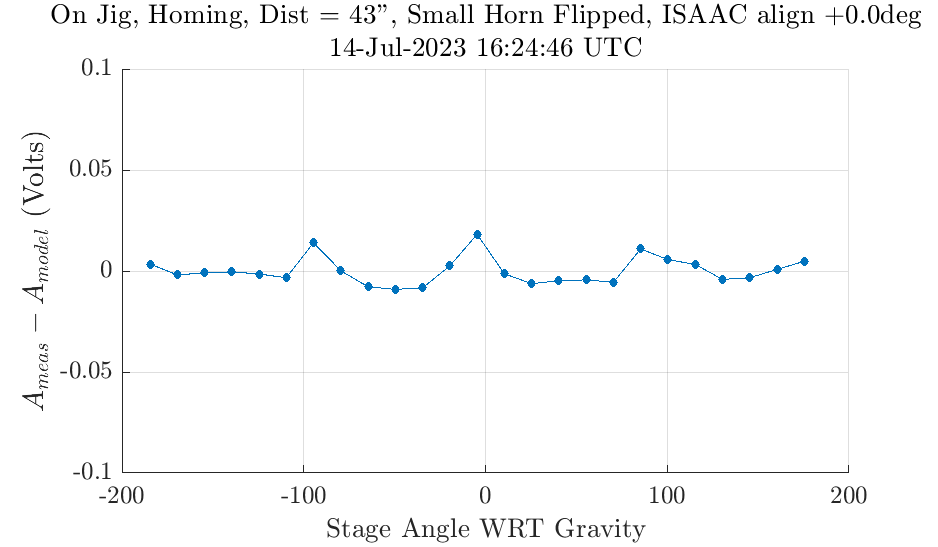 On Jig, Homing, Dist = 43”, Small Horn Flipped, ISAAC align +0.0deg
14-Jul-2023 16:24:46 UTC
A_meas − A_model (Volts)
0.1
0.05
0
-0.05
-0.1
-200 -100 0 100 200
Stage Angle WRT Gravity